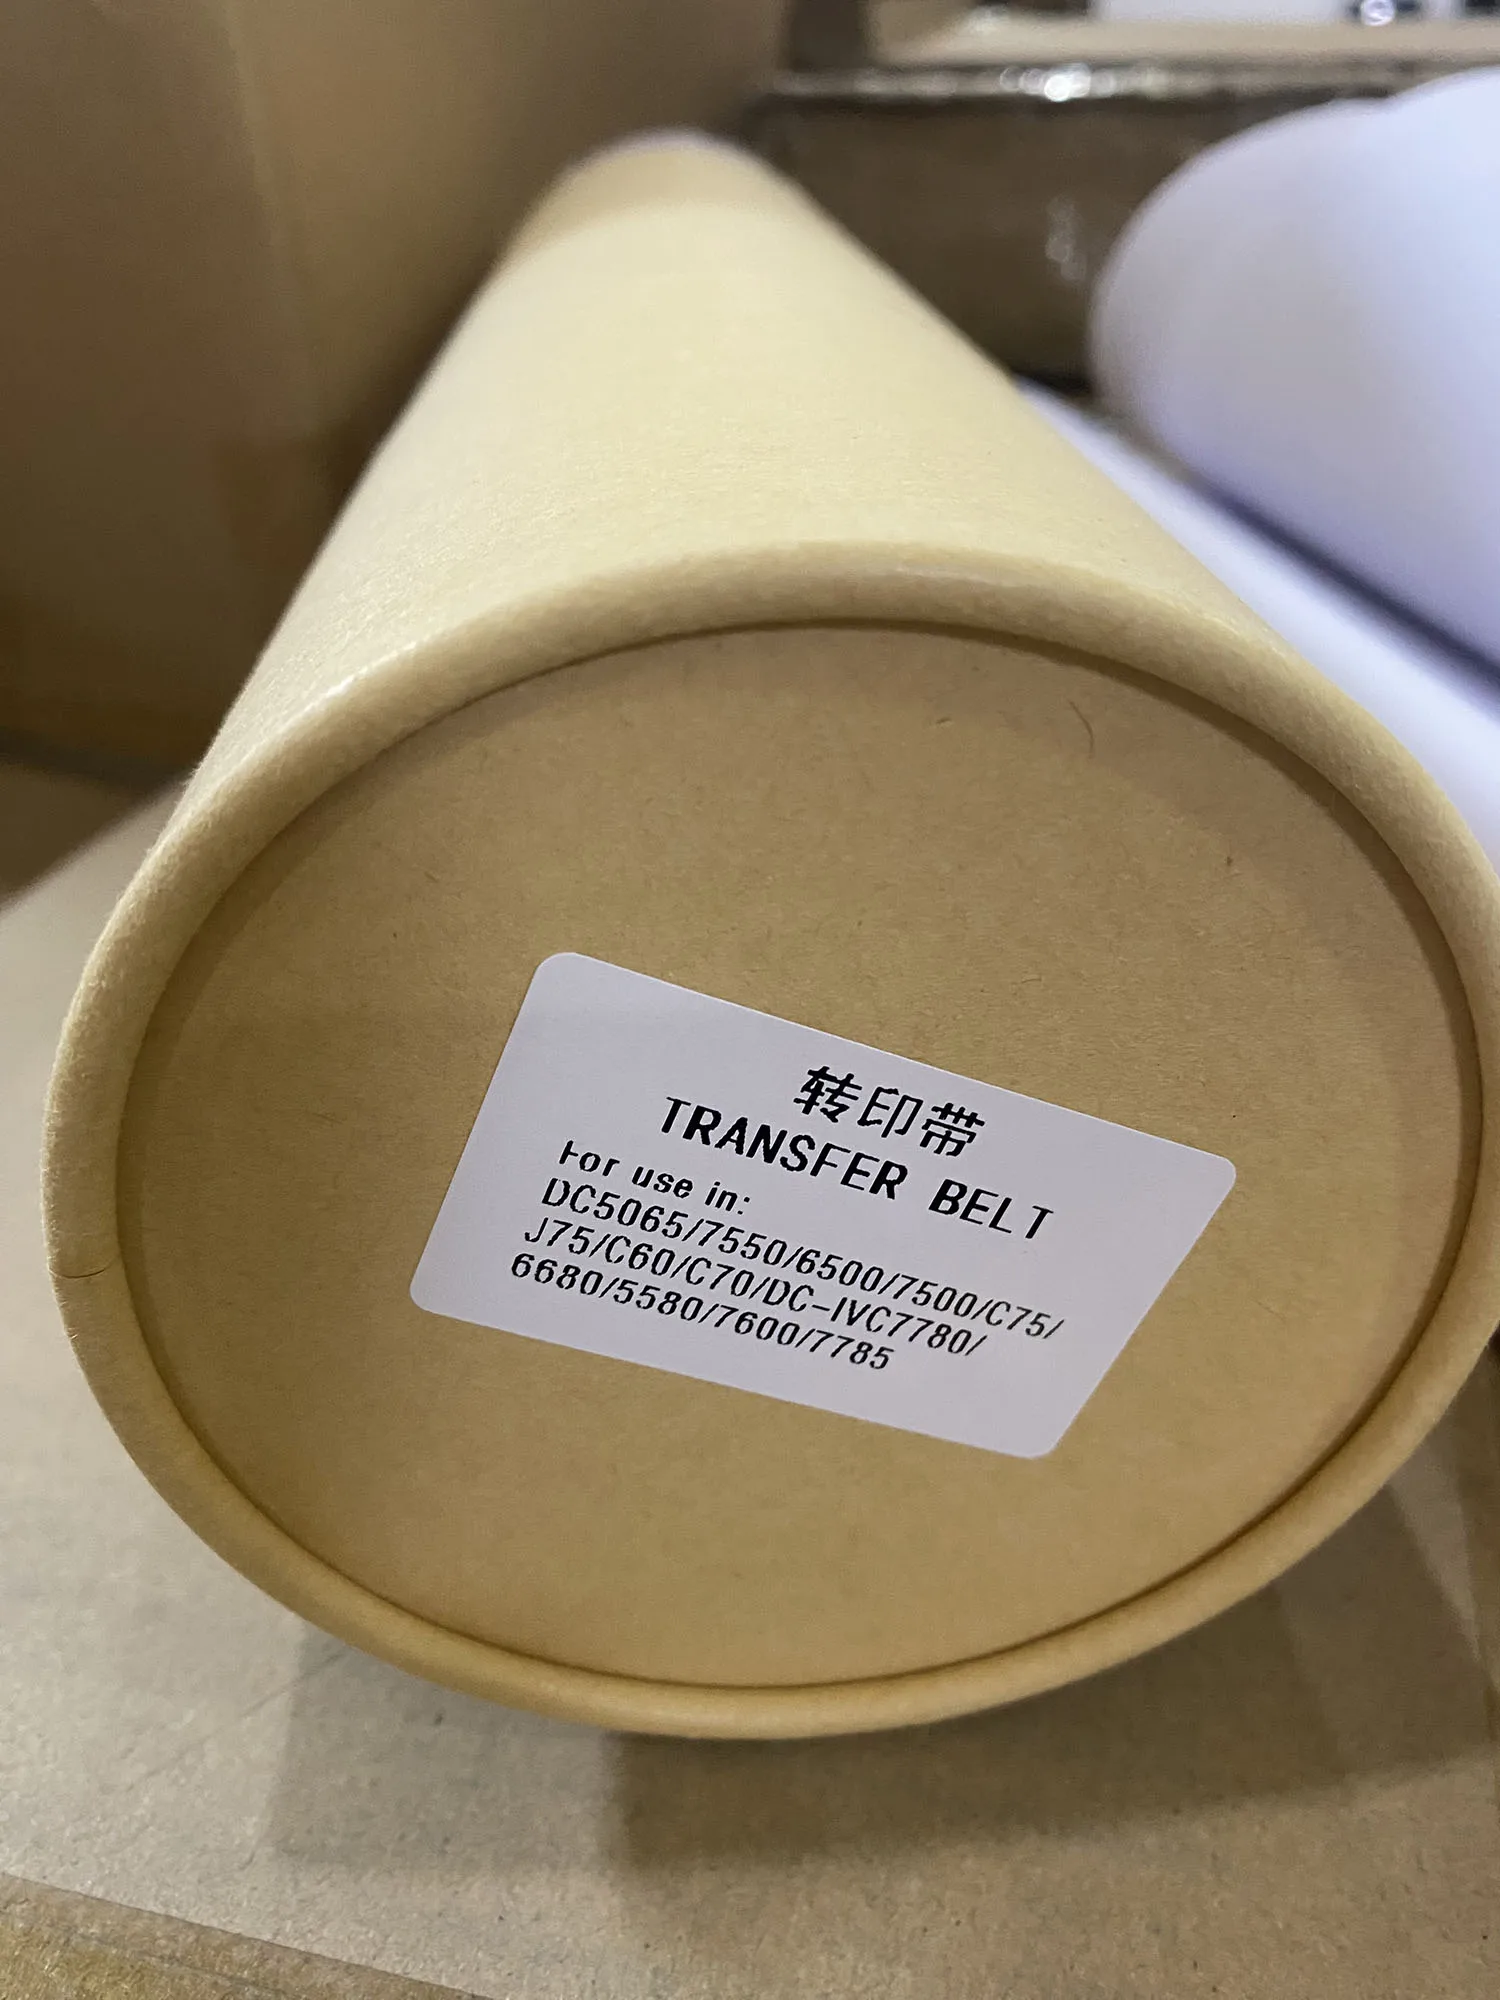 转印带
TRANSFER BELT
For use in:
DC5065/7550/6500/7500/C75/
J75/C60/C70/DC-IVC7780/
6680/5580/7600/7785